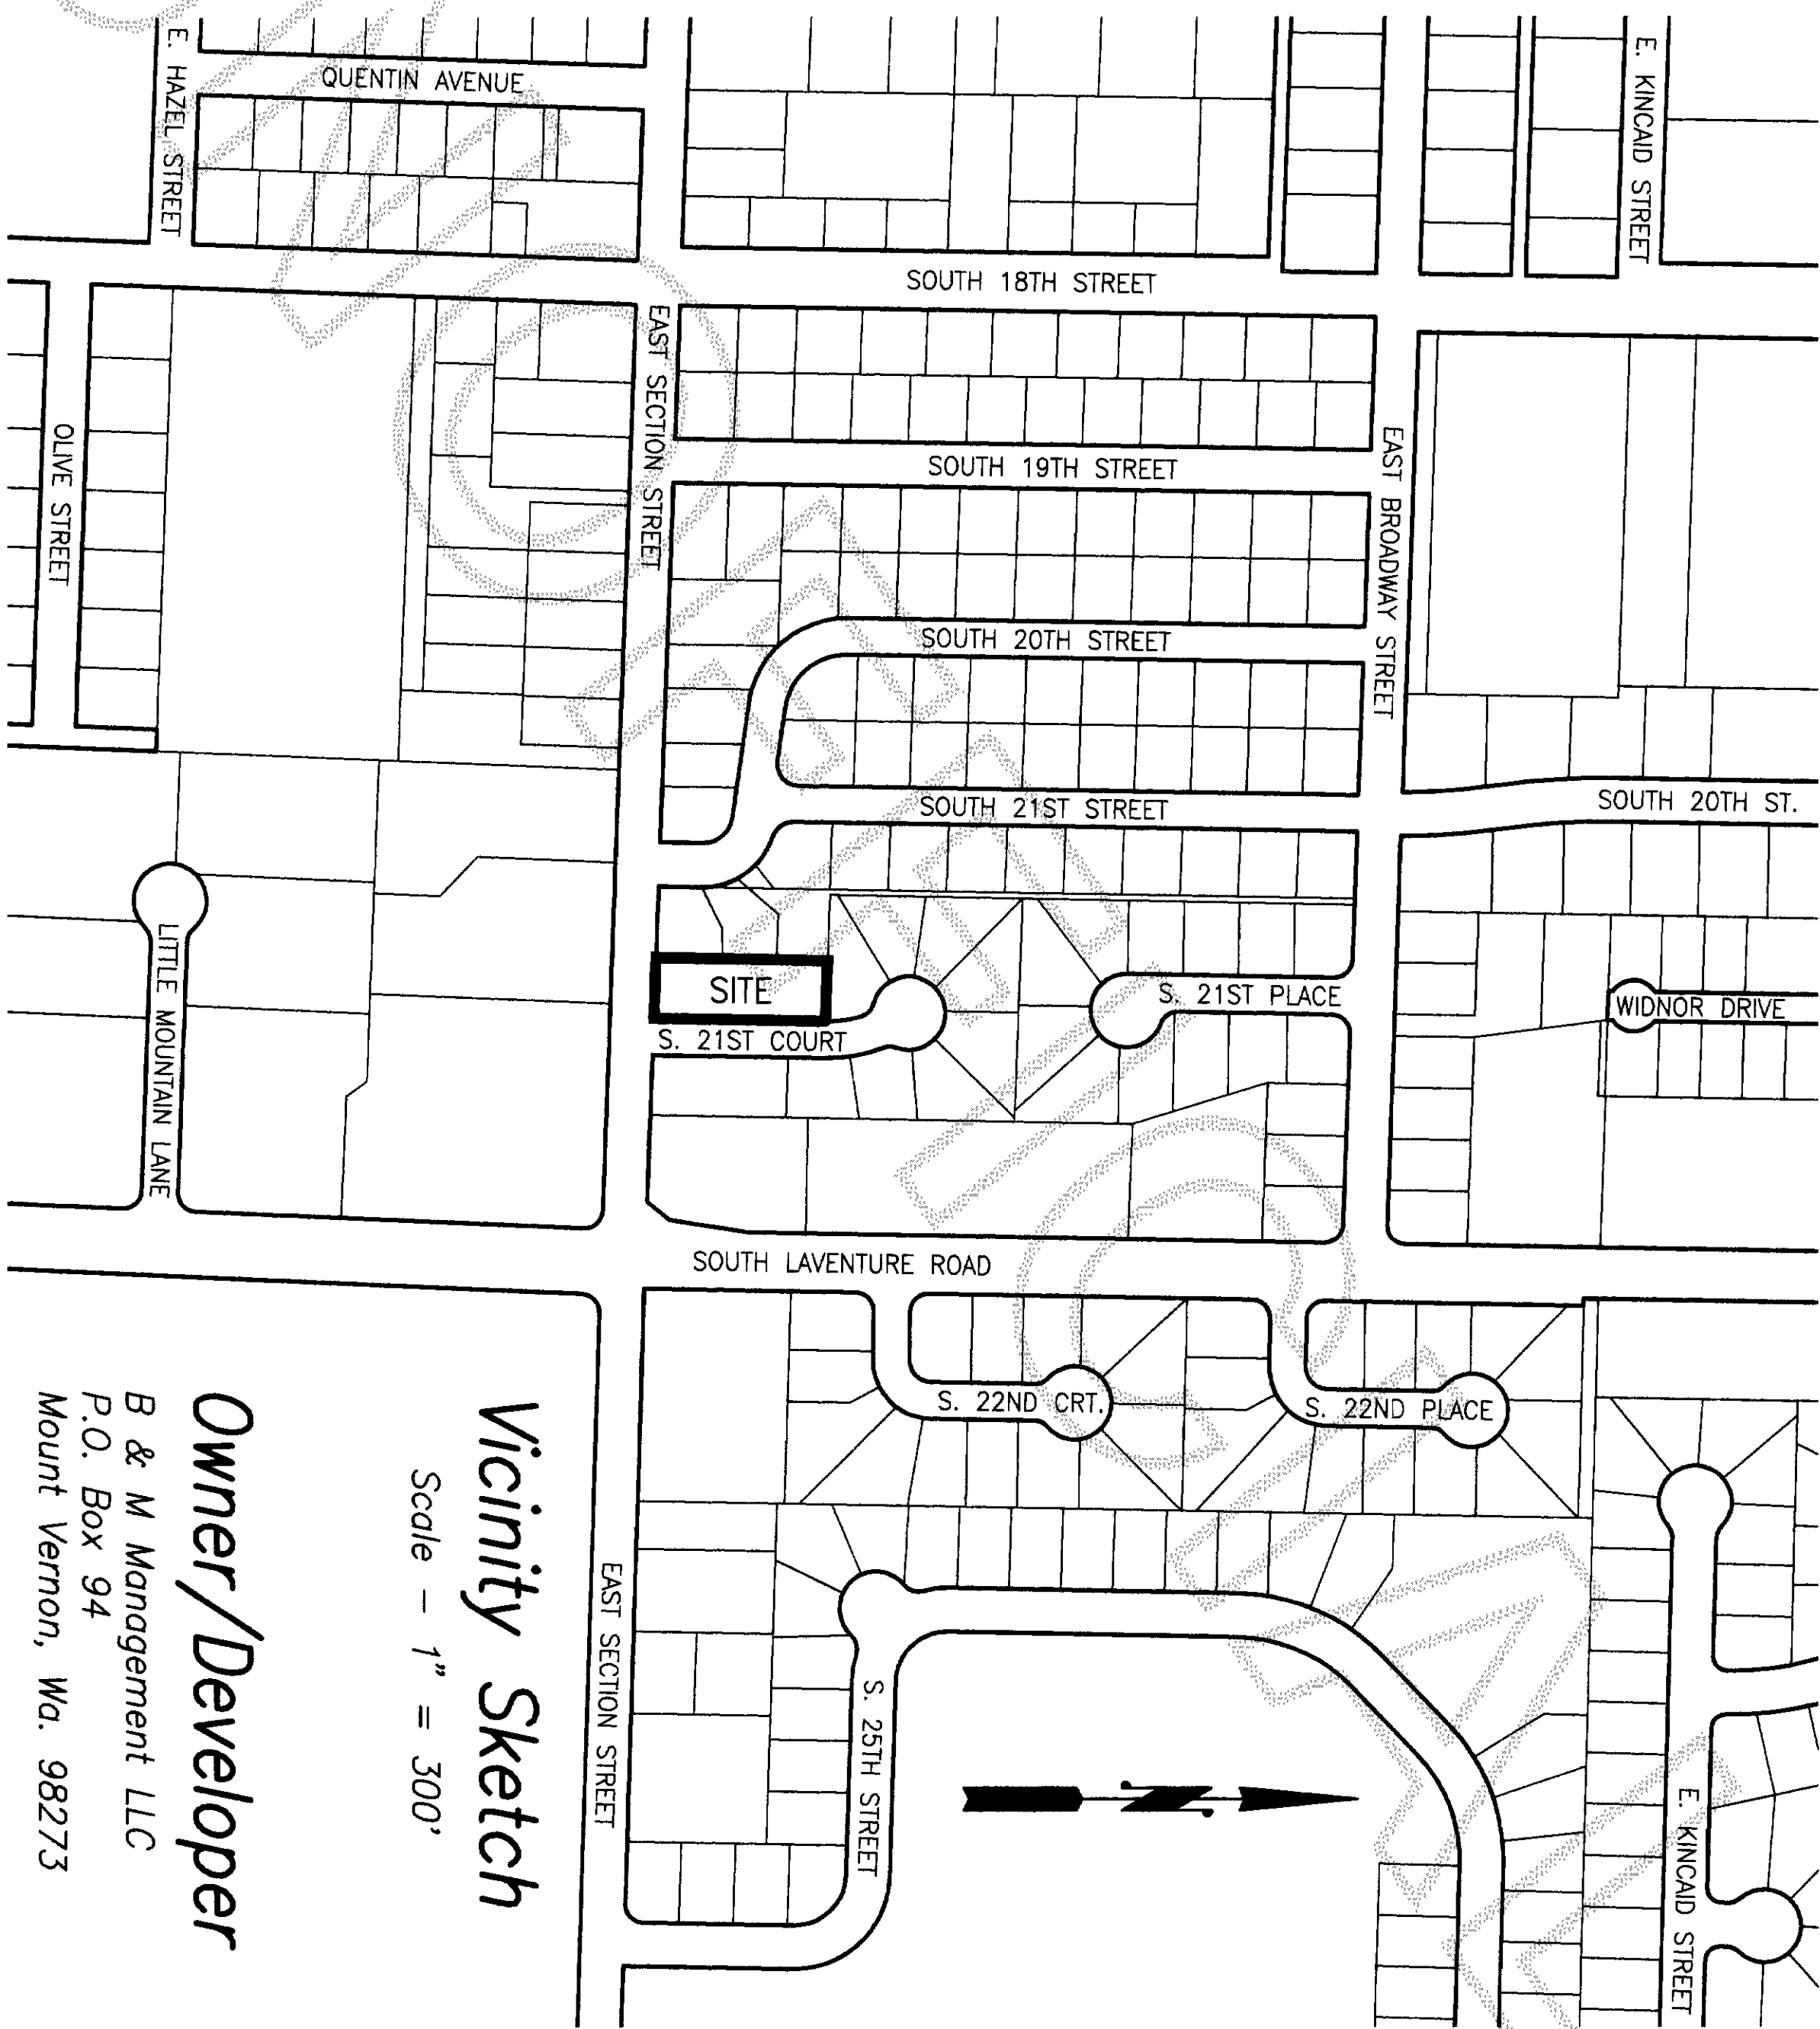 E. HAZEL STREET
QUENTIN AVENUE
E. KINCAID STREET
SOUTH 18TH STREET
EAST SECTION STREET
OLIVE STREET
SOUTH 19TH STREET
EAST BROADWAY STREET
SOUTH 20TH STREET
SOUTH 21ST STREET
SOUTH 20TH ST.
LITTLE MOUNTAIN LANE
SITE
S. 21ST COURT
S. 21ST PLACE
WIDNOR DRIVE
SOUTH LAVENTURE ROAD
S. 22ND CRT.
S. 22ND PLACE
EAST SECTION STREET
S. 25TH STREET
N
E. KINCAID STREET
Vicinity Sketch
Scale - 1" = 300'
Owner/Developer
B & M Management LLC
P.O. Box 94
Mount Vernon, Wa. 98273